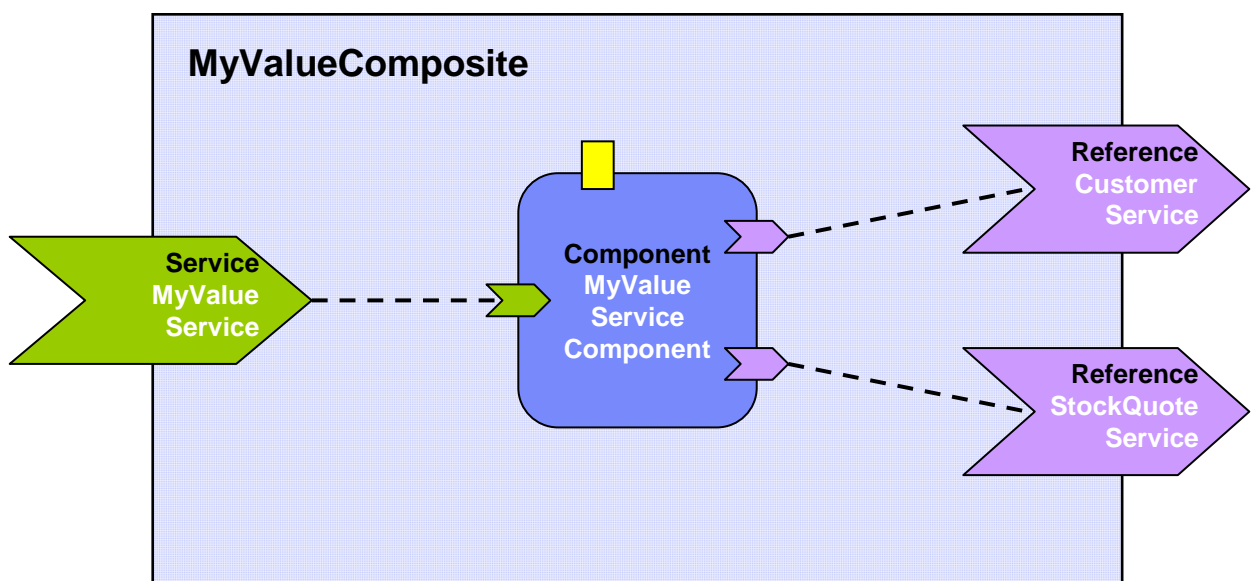 MyValueComposite
Service
MyValue
Service
Component
MyValue
Service
Component
Reference
Customer
Service
Reference
StockQuote
Service